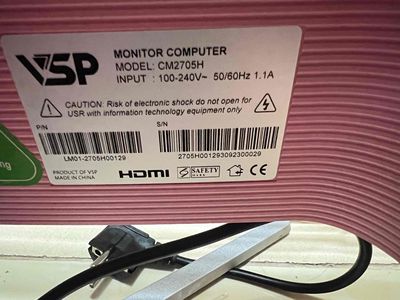 VSP
MONITOR COMPUTER
MODEL: CM2705H
INPUT : 100-240V~ 50/60Hz 1.1A
CAUTION: Risk of electronic shock do not open for
USR with information technology equipment only
P/N
S/N
LM01-2705H00129
2705H001293092300029
PRODUCT OF VSP
MADE IN CHINA
HDMI
S SAFETY
MARK